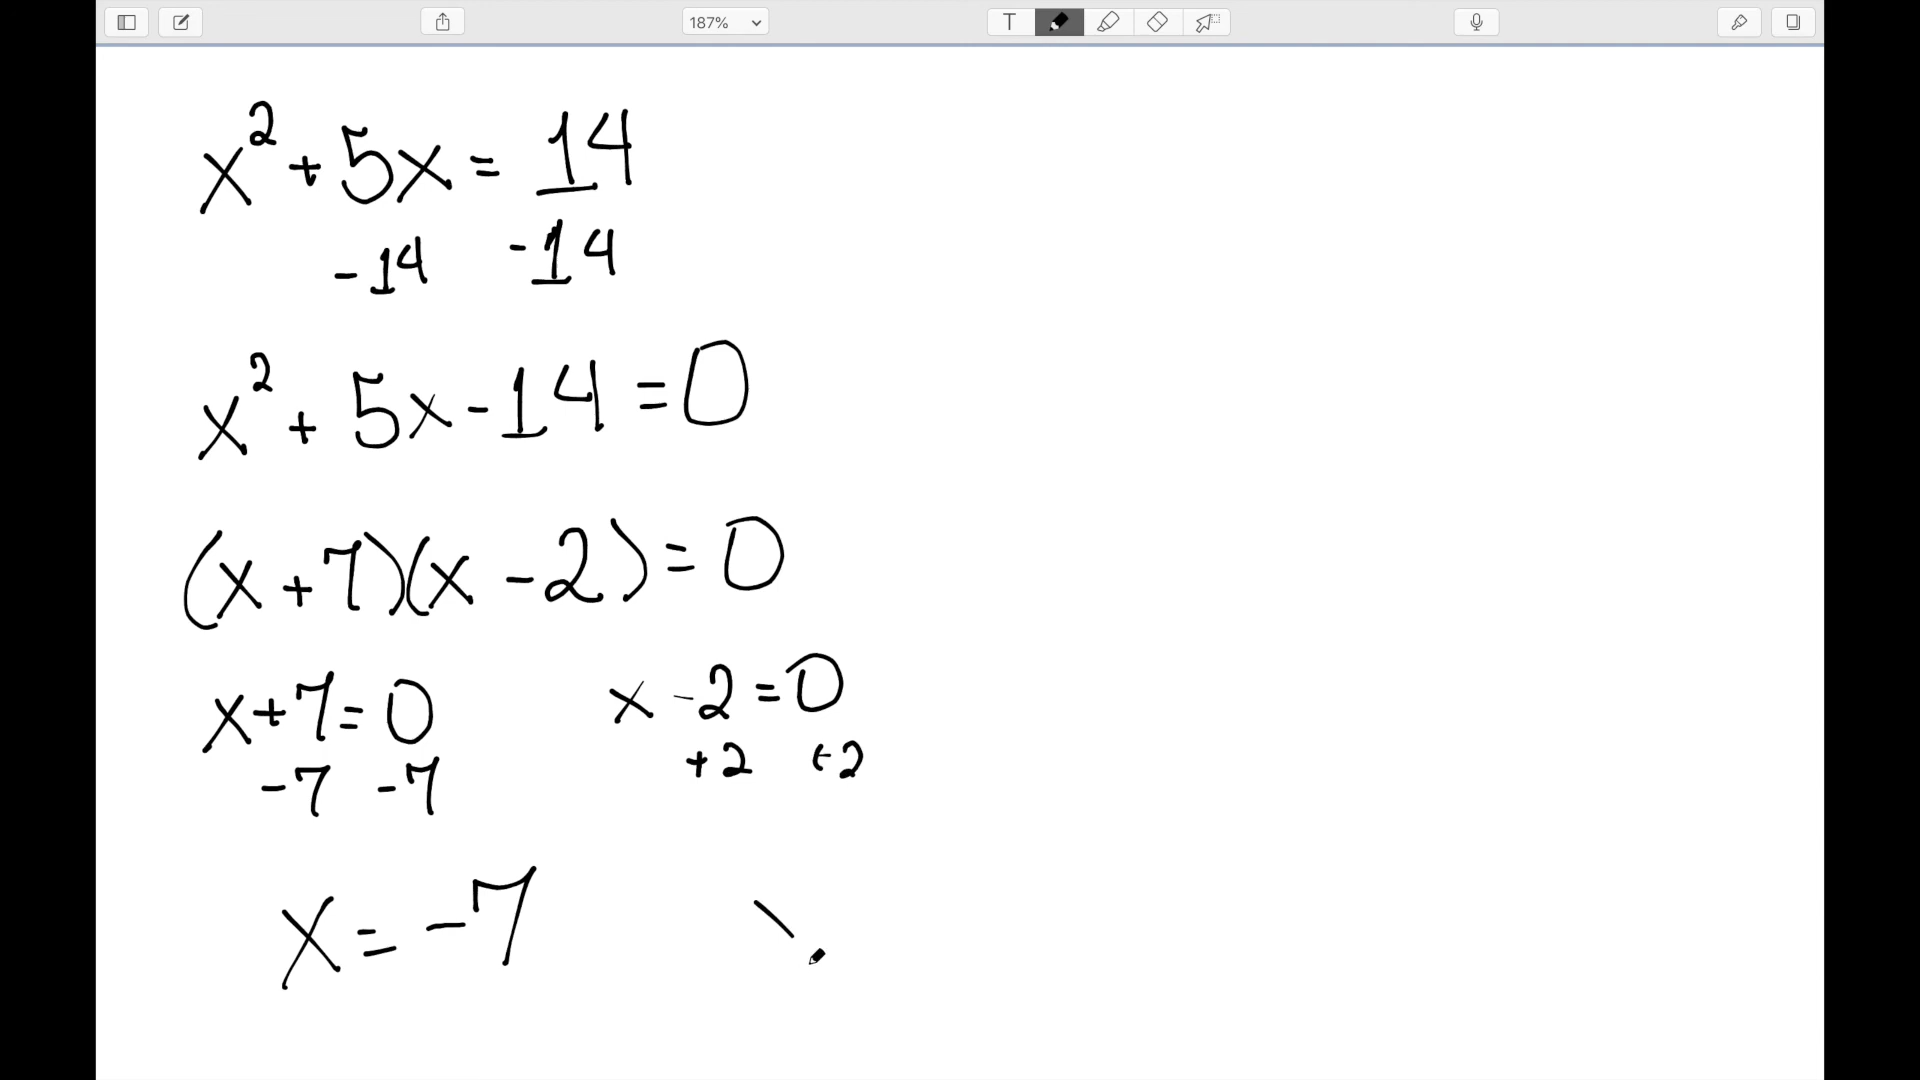 187%
T
x² + 5x = 14
-14 -14
x² + 5x - 14 = 0
(x + 7)(x - 2) = 0
x + 7 = 0 x - 2 = 0
-7 -7 +2 +2
x = -7